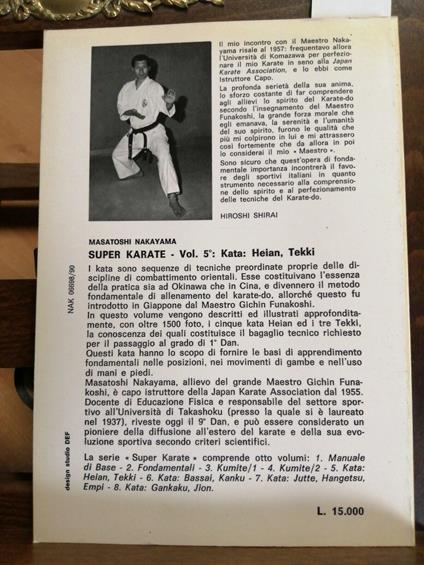 Il mio incontro con il Maestro Naka-
yama risale al 1957: frequentavo allora
l'Università di Komazawa per perfezio-
nare il mio Karate in seno alla Japan
Karate Association, e lo ebbi come
Istruttore Capo.
La profonda serietà della sua anima,
lo sforzo costante di far comprendere
agli allievi lo spirito del Karate-do
secondo l'insegnamento del Maestro
Funakoshi, la grande forza morale che
egli emanava, la serenità e l'umanità
del suo spirito, furono le qualità che
più mi colpirono in lui e mi attrassero
così fortemente che da allora in poi
lo considerai il mio « Maestro ».
Sono sicuro che quest'opera di fonda-
mentale importanza incontrerà il favo-
re degli sportivi italiani in quanto
strumento necessario alla comprensio-
ne dello spirito e al perfezionamento
delle tecniche del Karate-do.
HIROSHI SHIRAI
MASATOSHI NAKAYAMA
SUPER KARATE - Vol. 5°: Kata: Heian, Tekki
I kata sono sequenze di tecniche preordinate proprie delle di-
scipline di combattimento orientali. Esse costituivano l'essenza
della pratica sia ad Okinawa che in Cina, e divennero il metodo
fondamentale di allenamento del karate-do, allorché questo fu
introdotto in Giappone dal Maestro Gichin Funakoshi.
In questo volume vengono descritti ed illustrati approfondita-
mente, con oltre 1500 foto, i cinque kata Heian ed i tre Tekki,
la conoscenza dei quali costituisce il bagaglio tecnico richiesto
per il passaggio al grado di 1° Dan.
Questi kata hanno lo scopo di fornire le basi di apprendimento
fondamentali nelle posizioni, nei movimenti di gambe e nell'uso
di mani e piedi.
Masatoshi Nakayama, allievo del grande Maestro Gichin Funa-
koshi, è capo istruttore della Japan Karate Association dal 1955.
Docente di Educazione Fisica e responsabile del settore spor-
tivo all'Università di Takashoku (presso la quale si è laureato
nel 1937), riveste oggi il 9° Dan, e può essere considerato un
pioniere della diffusione all'estero del karate e della sua evo-
luzione sportiva secondo criteri scientifici.
La serie « Super Karate » comprende otto volumi: 1. Manuale
di Base - 2. Fondamentali - 3. Kumite/1 - 4. Kumite/2 - 5. Kata:
Heian, Tekki - 6. Kata: Bassai, Kanku - 7. Kata: Jutte, Hangetsu,
Empi - 8. Kata: Gankaku, Jion.
L. 15.000
NAK 06698/90
design studio DEF